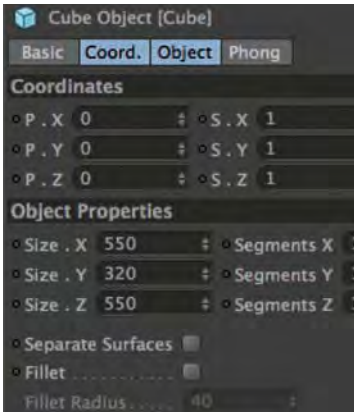 Cube Object [Cube]
Basic Coord. Object Phong
Coordinates
P . X 0 S . X 1
P . Y 0 S . Y 1
P . Z 0 S . Z 1
Object Properties
Size . X 550 Segments X
Size . Y 320 Segments Y
Size . Z 550 Segments Z
Separate Surfaces
Fillet . . . . . . . . . . .
Fillet Radius . . . . . 40